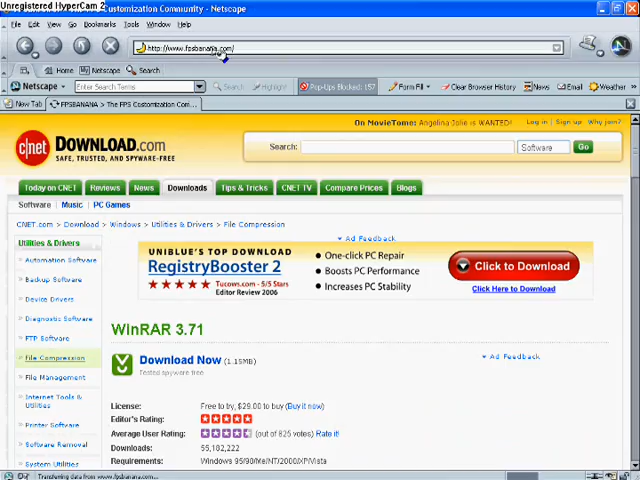 Unregistered HyperCam 2
Customization Community - Netscape
File Edit View Go Bookmarks Tools Window Help
http://www.fpsbanana.com/
Home Netscape Search
Netscape Enter Search Terms Search Highlight Pop-Ups Blocked: 157 Form Fill Clear Browser History News Email Weather
New Tab FPSBANANA » The FPS Customization Com...
On MovieTome: Angelina Jolie is WANTED! Log in Sign up Why join?
c|net DOWNLOAD.COM
SAFE, TRUSTED, AND SPYWARE-FREE
Search: Software Go
Today on CNET Reviews News Downloads Tips & Tricks CNET TV Compare Prices Blogs
Software Music PC Games
CNET.com > Download > Windows > Utilities & Drivers > File Compression
Utilities & Drivers
Automation Software
Backup Software
Device Drivers
Diagnostic Software
FTP Software
File Compression
File Management
Internet Tools & Utilities
Printer Software
Software Removal
System Utilities
Ad Feedback
UNIBLUE'S TOP DOWNLOAD
RegistryBooster 2
Tucows.com - 5/5 Stars
Editor Review 2006
One-click PC Repair
Boosts PC Performance
Increases PC Stability
Click to Download
Click Here to Download
WinRAR 3.71
Download Now (1.15MB)
Tested spyware free
Ad Feedback
License: Free to try, $29.00 to buy (Buy it now)
Editor's Rating:
Average User Rating: (out of 825 votes) Rate it!
Downloads: 55,182,222
Requirements: Windows 95/98/Me/NT/2000/XP/Vista
Transferring data from www.fpsbanana.com...